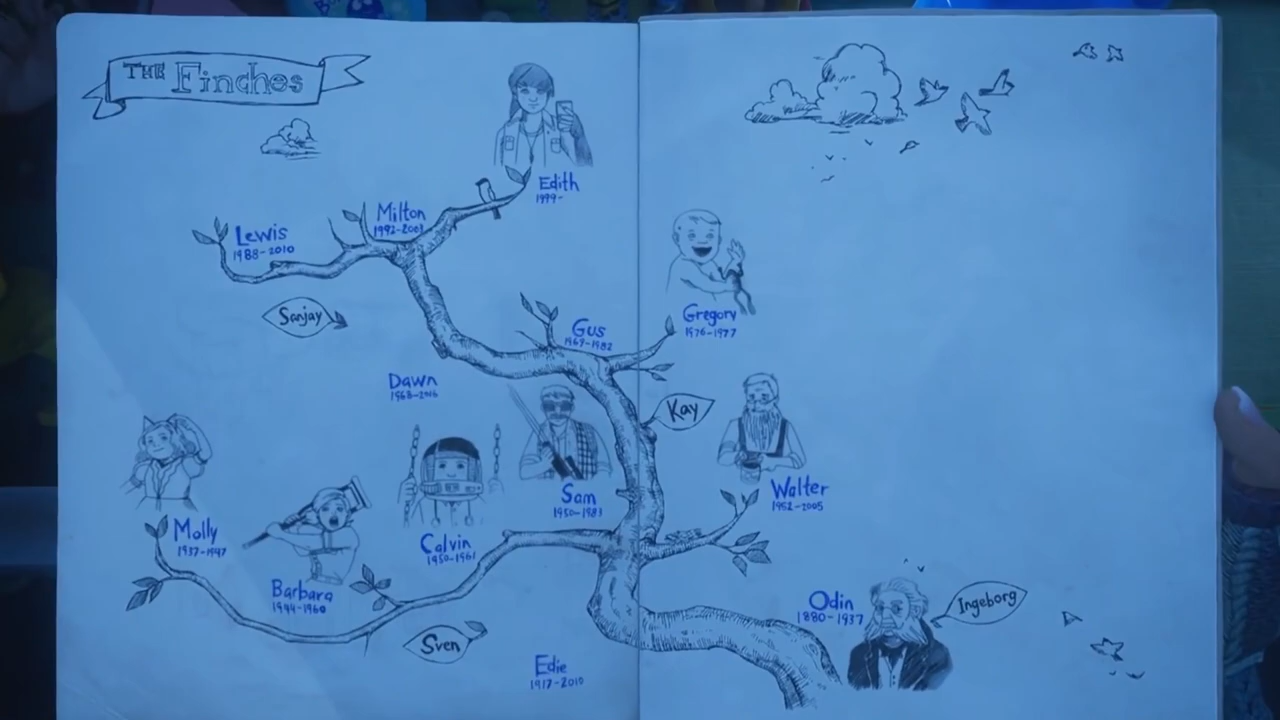 THE Finches
Edith
1999-
Milton
1992-2003
Lewis
1988-2010
Sanjay
Gregory
1976-1977
Gus
1969-1982
Dawn
1968-2016
Kay
Sam
1950-1983
Walter
1952-2005
Molly
1937-1947
Calvin
1950-1961
Barbara
1944-1960
Sven
Edie
1917-2010
Odin
1880-1937
Ingeborg